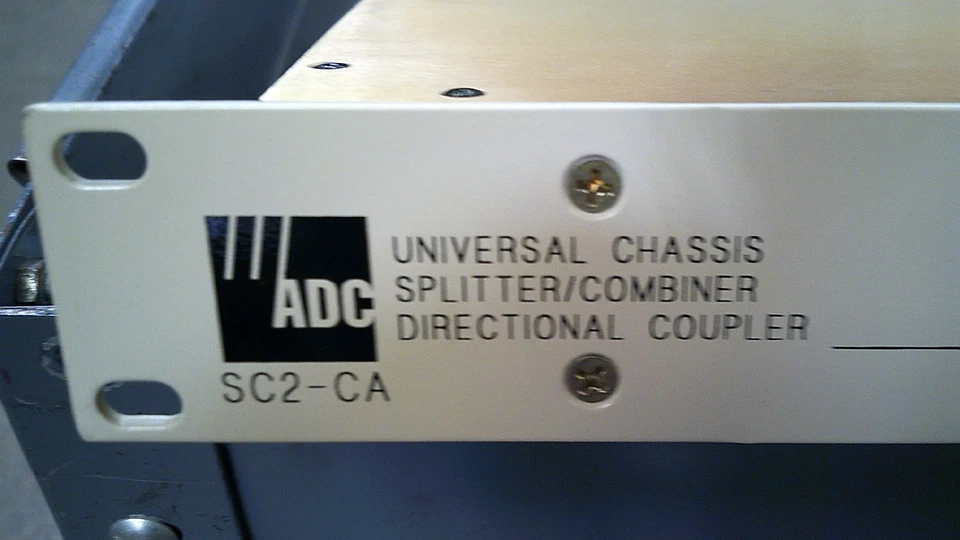 ADC
UNIVERSAL CHASSIS
SPLITTER/COMBINER
DIRECTIONAL COUPLER
SC2-CA